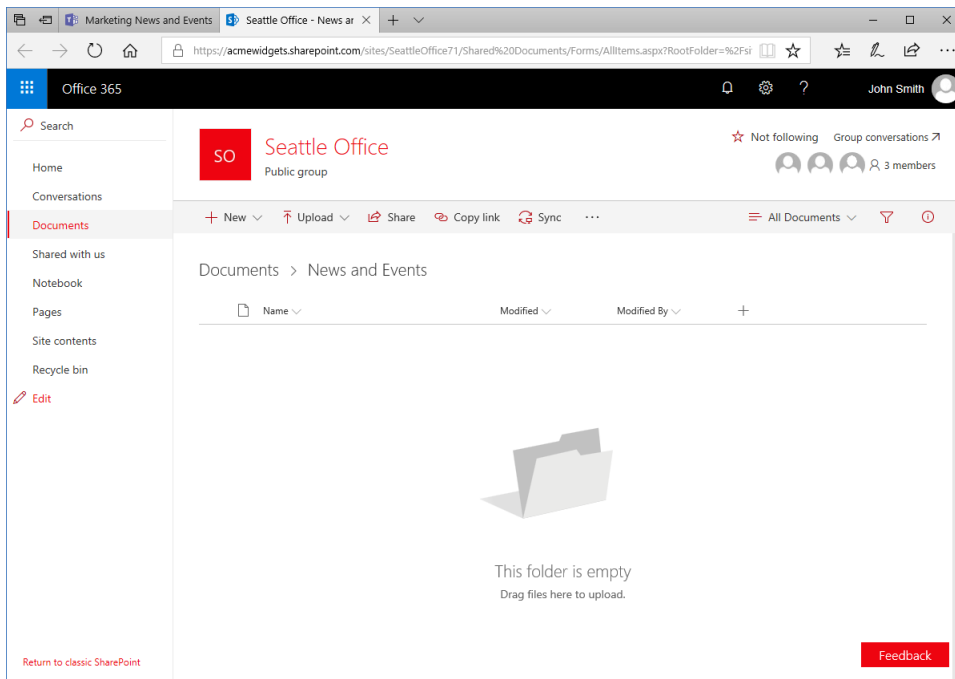 Marketing News and Events
Seattle Office - News ar
https://acmewidgets.sharepoint.com/sites/SeattleOffice71/Shared%20Documents/Forms/AllItems.aspx?RootFolder=%2Fsi
Office 365
?
John Smith
Search
Home
Conversations
Documents
Shared with us
Notebook
Pages
Site contents
Recycle bin
Edit
Return to classic SharePoint
SO
Seattle Office
Public group
Not following
Group conversations
3 members
New
Upload
Share
Copy link
Sync
...
All Documents
Documents > News and Events
Name
Modified
Modified By
This folder is empty
Drag files here to upload.
Feedback